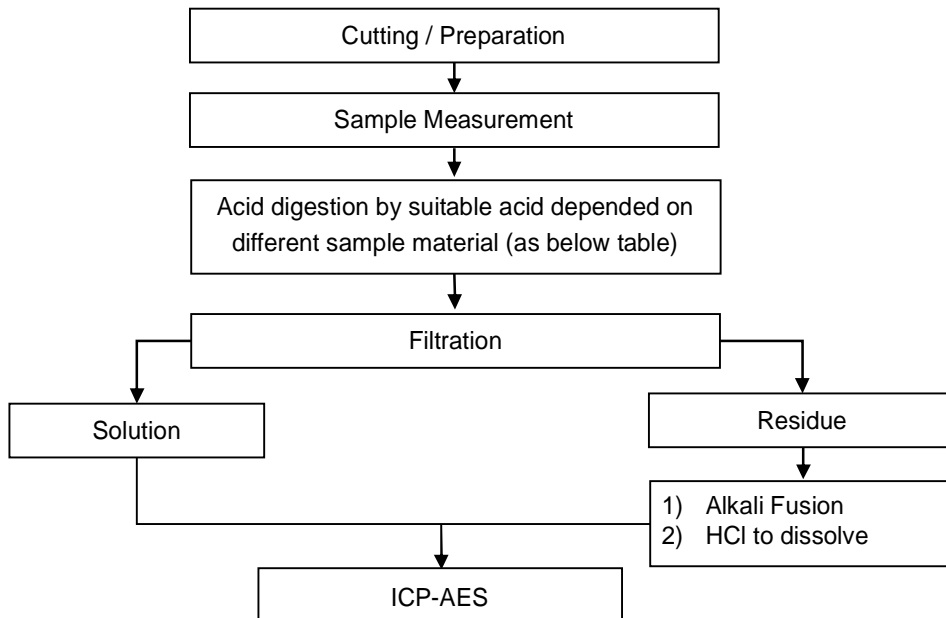 Cutting / Preparation
Sample Measurement
Acid digestion by suitable acid depended on
different sample material (as below table)
Filtration
Solution
Residue
1) Alkali Fusion
2) HCl to dissolve
ICP-AES